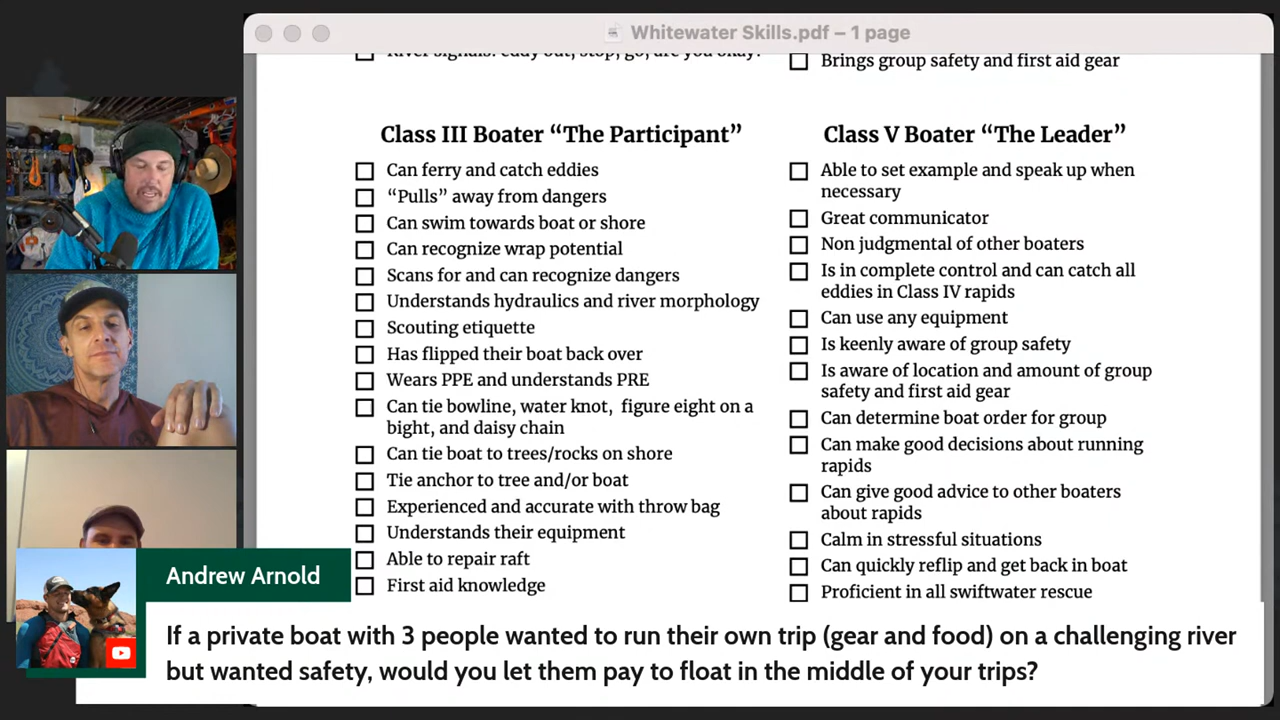 Whitewater Skills.pdf – 1 page
River signals: eddy out, stop, go, are you okay?
Brings group safety and first aid gear
Class III Boater “The Participant”
Can ferry and catch eddies
“Pulls” away from dangers
Can swim towards boat or shore
Can recognize wrap potential
Scans for and can recognize dangers
Understands hydraulics and river morphology
Scouting etiquette
Has flipped their boat back over
Wears PPE and understands PRE
Can tie bowline, water knot, figure eight on a
bight, and daisy chain
Can tie boat to trees/rocks on shore
Tie anchor to tree and/or boat
Experienced and accurate with throw bag
Understands their equipment
Able to repair raft
First aid knowledge
Class V Boater “The Leader”
Able to set example and speak up when
necessary
Great communicator
Non judgmental of other boaters
Is in complete control and can catch all
eddies in Class IV rapids
Can use any equipment
Is keenly aware of group safety
Is aware of location and amount of group
safety and first aid gear
Can determine boat order for group
Can make good decisions about running
rapids
Can give good advice to other boaters
about rapids
Calm in stressful situations
Can quickly reflip and get back in boat
Proficient in all swiftwater rescue
Andrew Arnold
If a private boat with 3 people wanted to run their own trip (gear and food) on a challenging river
but wanted safety, would you let them pay to float in the middle of your trips?